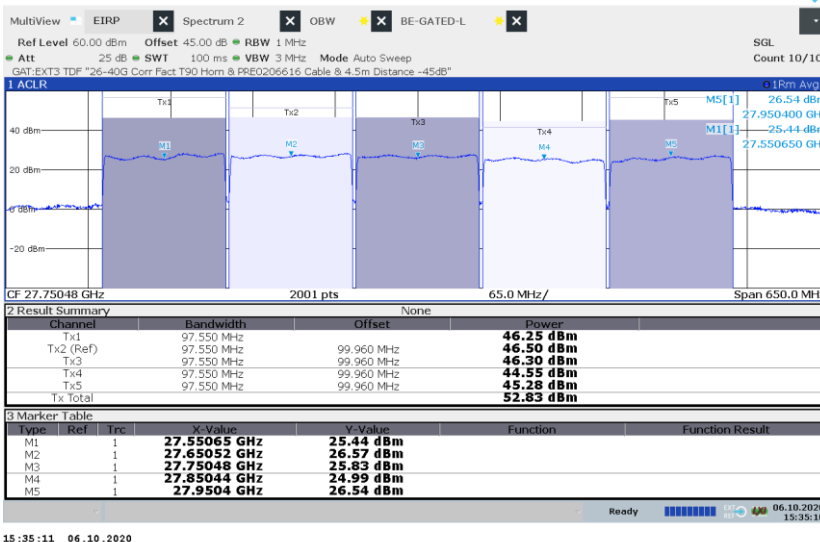 MultiView EIRP X Spectrum 2 X OBW X BE-GATED-L X
Ref Level 60.00 dBm Offset 45.00 dB RBW 1 MHz SGL
Att 25 dB SWT 100 ms VBW 3 MHz Mode Auto Sweep Count 10/10
GAT:EXT3 TDF "26-40G Corr Fact T90 Horn & PRE0206616 Cable & 4.5m Distance -45dB"
1 ACLR 1Rm Avg
Tx1 Tx2 Tx3 Tx4 Tx5
M5[1] 26.54 dBm
27.950400 GH
M1[1] 25.44 dBm
27.550650 GH
40 dBm
M1 M2 M3 M4 M5
20 dBm
0 dBm
-20 dBm
CF 27.75048 GHz 2001 pts 65.0 MHz/ Span 650.0 MH
2 Result Summary None
Channel Bandwidth Offset Power
Tx1 97.550 MHz 46.25 dBm
Tx2 (Ref) 97.550 MHz 99.960 MHz 46.50 dBm
Tx3 97.550 MHz 99.960 MHz 46.30 dBm
Tx4 97.550 MHz 99.960 MHz 44.55 dBm
Tx5 97.550 MHz 99.960 MHz 45.28 dBm
Tx Total 52.83 dBm
3 Marker Table
Type Ref Trc X-Value Y-Value Function Function Result
M1 1 27.55065 GHz 25.44 dBm
M2 1 27.65052 GHz 26.57 dBm
M3 1 27.75048 GHz 25.83 dBm
M4 1 27.85044 GHz 24.99 dBm
M5 1 27.9504 GHz 26.54 dBm
Ready EXT REF 06.10.2020
15:35:10
15:35:11 06.10.2020